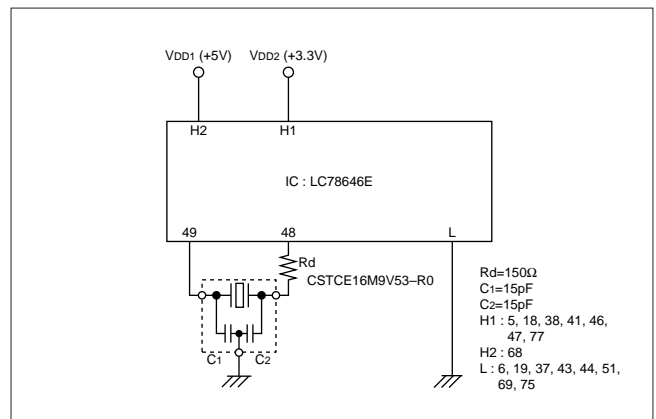 VDD1 (+5V)
VDD2 (+3.3V)
H2
H1
IC : LC78646E
49
48
L
Rd
CSTCE16M9V53–R0
C1
C2
Rd=150Ω
C1=15pF
C2=15pF
H1 : 5, 18, 38, 41, 46,
47, 77
H2 : 68
L : 6, 19, 37, 43, 44, 51,
69, 75